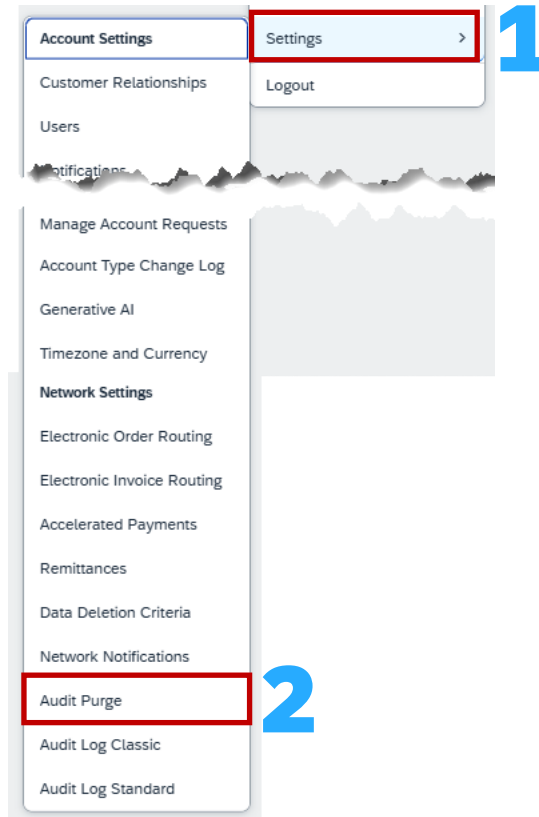 Account Settings
Settings >
1
Customer Relationships
Logout
Users
Notifications
Manage Account Requests
Account Type Change Log
Generative AI
Timezone and Currency
Network Settings
Electronic Order Routing
Electronic Invoice Routing
Accelerated Payments
Remittances
Data Deletion Criteria
Network Notifications
Audit Purge
2
Audit Log Classic
Audit Log Standard